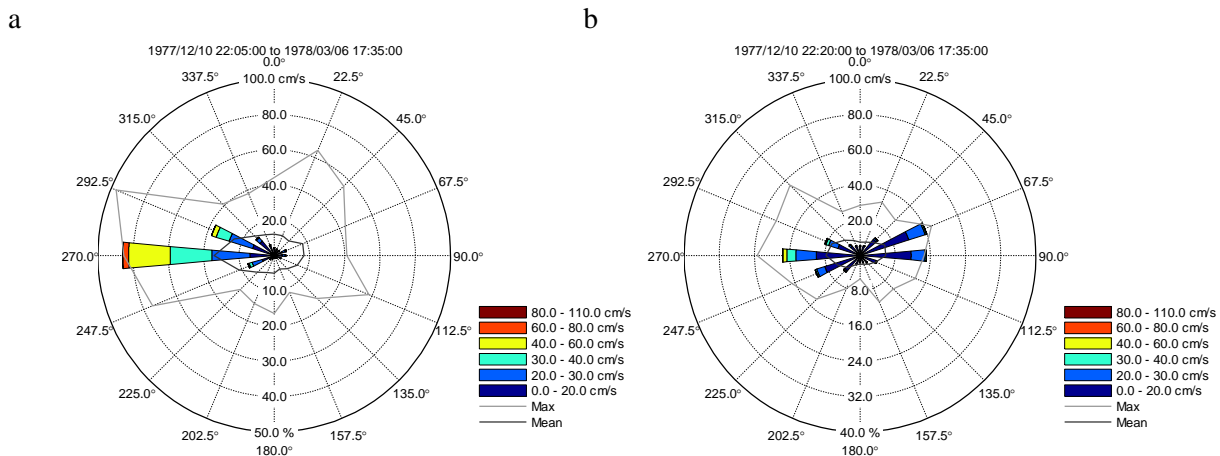 a
1977/12/10 22:05:00 to 1978/03/06 17:35:00
0.0°
337.5°
100.0 cm/s
22.5°
315.0°
80.0
45.0°
60.0
292.5°
40.0
67.5°
20.0
270.0°
90.0°
10.0
247.5°
20.0
112.5°
30.0
225.0°
40.0
135.0°
202.5°
50.0 %
157.5°
180.0°
80.0 - 110.0 cm/s
60.0 - 80.0 cm/s
40.0 - 60.0 cm/s
30.0 - 40.0 cm/s
20.0 - 30.0 cm/s
0.0 - 20.0 cm/s
Max
Mean
b
1977/12/10 22:20:00 to 1978/03/06 17:35:00
0.0°
337.5°
100.0 cm/s
22.5°
315.0°
80.0
45.0°
60.0
292.5°
40.0
67.5°
20.0
270.0°
90.0°
8.0
247.5°
16.0
112.5°
24.0
225.0°
32.0
135.0°
202.5°
40.0 %
157.5°
180.0°
80.0 - 110.0 cm/s
60.0 - 80.0 cm/s
40.0 - 60.0 cm/s
30.0 - 40.0 cm/s
20.0 - 30.0 cm/s
0.0 - 20.0 cm/s
Max
Mean